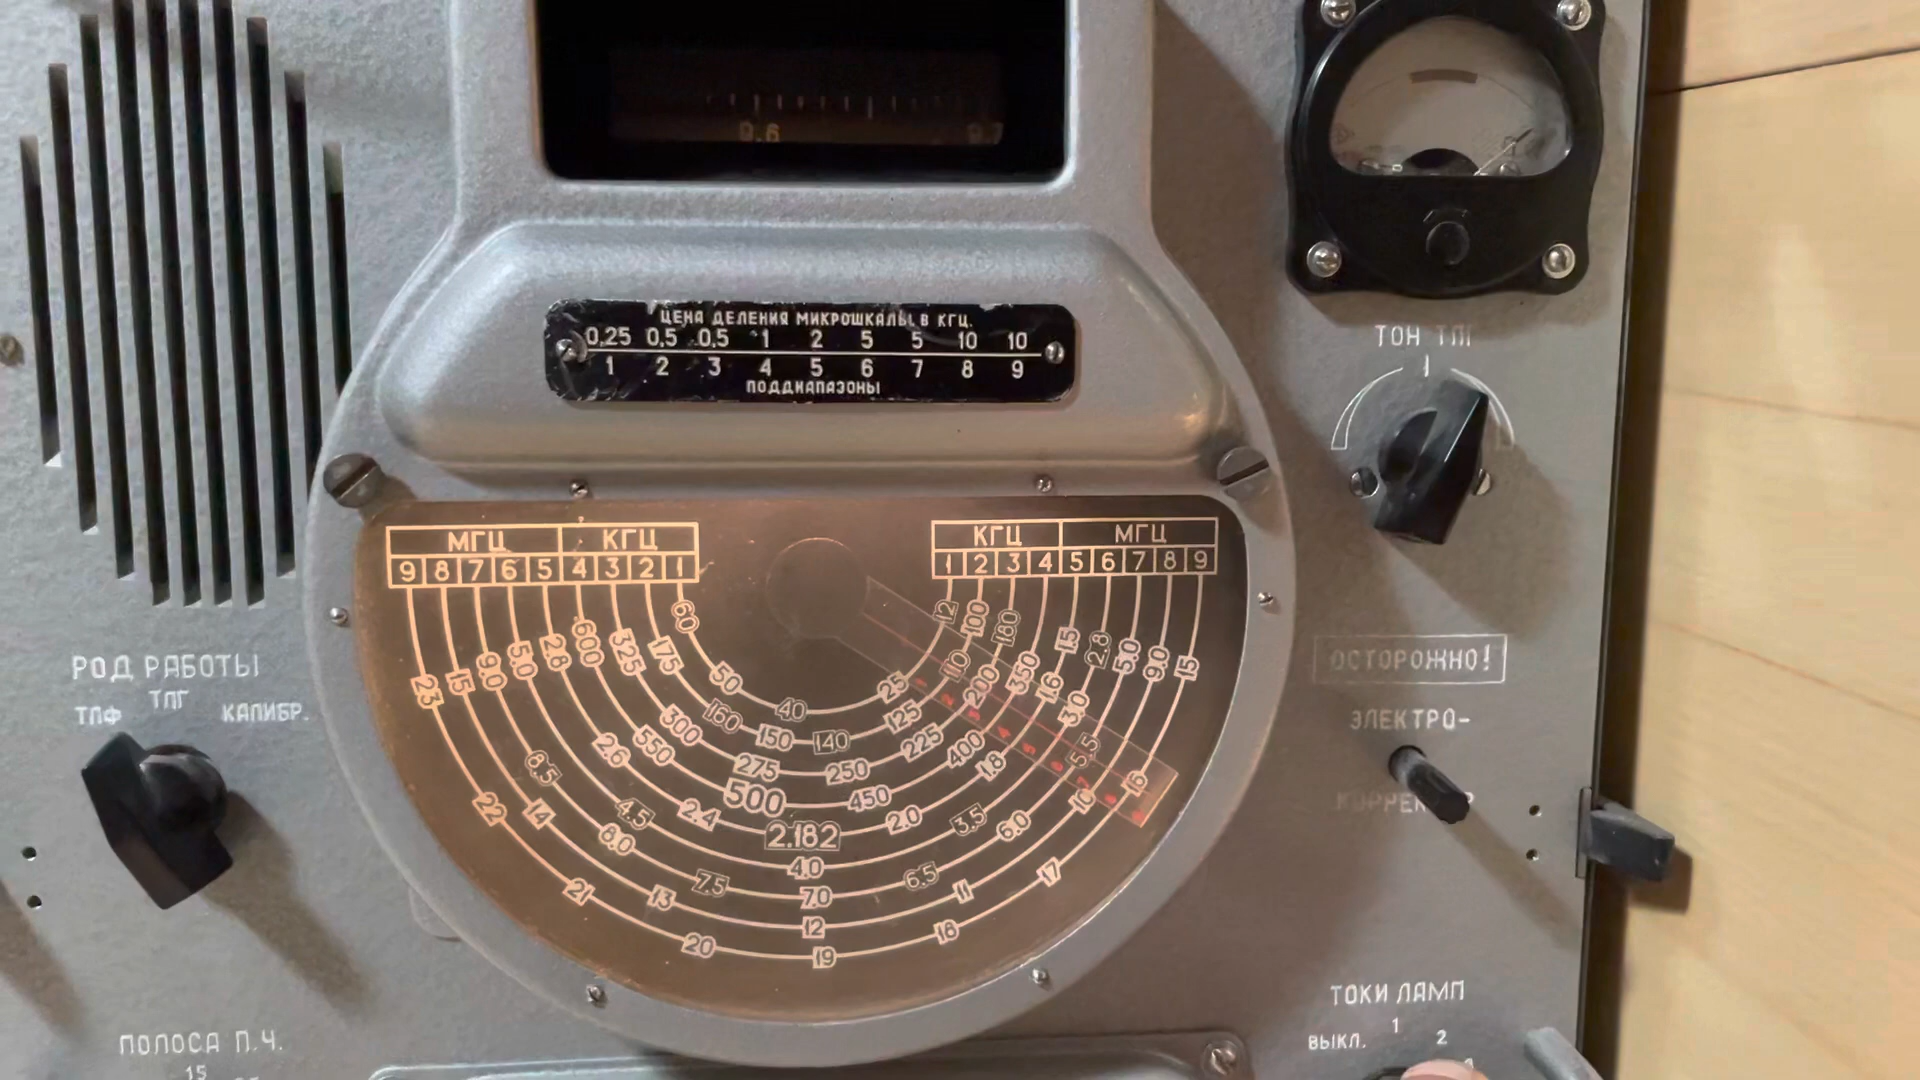 9.6 9.7
ЦЕНА ДЕЛЕНИЯ МИКРОШКАЛЫ В КГЦ.
0,25 0,5 0,5 1 2 5 5 10 10
1 2 3 4 5 6 7 8 9
ПОДДИАПАЗОНЫ
ТОН ТЛГ
МГЦ КГЦ
9 8 7 6 5 4 3 2 1
КГЦ МГЦ
1 2 3 4 5 6 7 8 9
60 50 40 25 12
175 160 150 140 125 110 100
325 300 275 250 225 200 180
600 550 500 450 400 350
2.8 2.6 2.4 2.182 2.0 1.8 1.6 1.5
5.0 4.5 4.0 3.5 3.0 2.8
9.0 8.5 8.0 7.5 7.0 6.5 6.0 5.5 5.0
15 14 13 12 11 10 9.0
23 22 21 20 19 18 17 16 15
РОД РАБОТЫ
ТЛФ ТЛГ КАЛИБР.
ОСТОРОЖНО!
ЭЛЕКТРО-
ПОЛОСА П.Ч.
15
ТОКИ ЛАМП
ВЫКЛ. 1 2